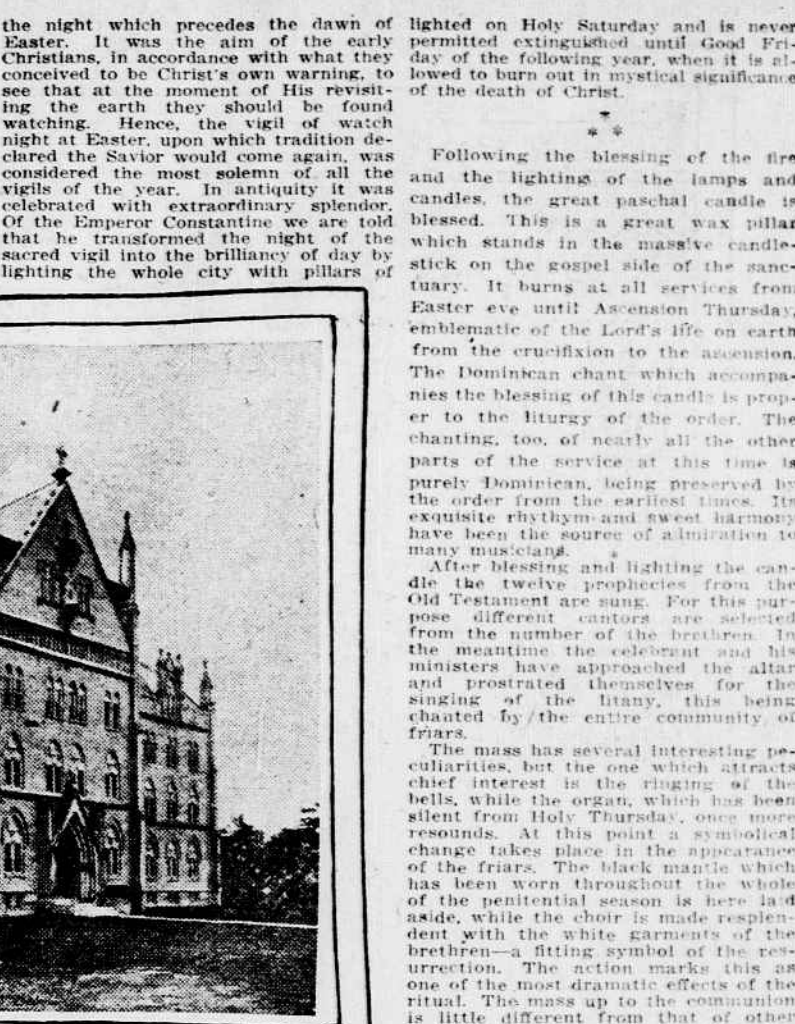 the night which precedes the dawn of
Easter. It was the aim of the early
Christians, in accordance with what they
conceived to be Christ's own warning, to
see that at the moment of His revisit-
ing the earth they should be found
watching. Hence, the vigil of watch
night at Easter, upon which tradition de-
clared the Savior would come again, was
considered the most solemn of all the
vigils of the year. In antiquity it was
celebrated with extraordinary splendor.
Of the Emperor Constantine we are told
that he transformed the night of the
sacred vigil into the brilliancy of day by
lighting the whole city with pillars of
lighted on Holy Saturday and is never
permitted extinguished until Good Fri-
day of the following year, when it is al-
lowed to burn out in mystical significance
of the death of Christ.
*
* *
Following the blessing of the fire
and the lighting of the lamps and
candles, the great paschal candle is
blessed. This is a great wax pillar
which stands in the massive candle-
stick on the gospel side of the sanc-
tuary. It burns at all services from
Easter eve until Ascension Thursday,
emblematic of the Lord's life on earth
from the crucifixion to the ascension.
The Dominican chant which accompa-
nies the blessing of this candle is prop-
er to the liturgy of the order. The
chanting, too, of nearly all the other
parts of the service at this time is
purely Dominican, being preserved by
the order from the earliest times. Its
exquisite rhythym and sweet harmony
have been the source of admiration to
many musicians.
After blessing and lighting the can-
dle the twelve prophecies from the
Old Testament are sung. For this pur-
pose different cantors are selected
from the number of the brethren. In
the meantime the celebrant and his
ministers have approached the altar
and prostrated themselves for the
singing of the litany, this being
chanted by the entire community of
friars.
The mass has several interesting pe-
culiarities, but the one which attracts
chief interest is the ringing of the
bells, while the organ, which has been
silent from Holy Thursday, once more
resounds. At this point a symbolical
change takes place in the appearance
of the friars. The black mantle which
has been worn throughout the whole
of the penitential season is here laid
aside, while the choir is made resplen-
dent with the white garments of the
brethren—a fitting symbol of the res-
urrection. The action marks this as
one of the most dramatic effects of the
ritual. The mass up to the communion
is little different from that of other